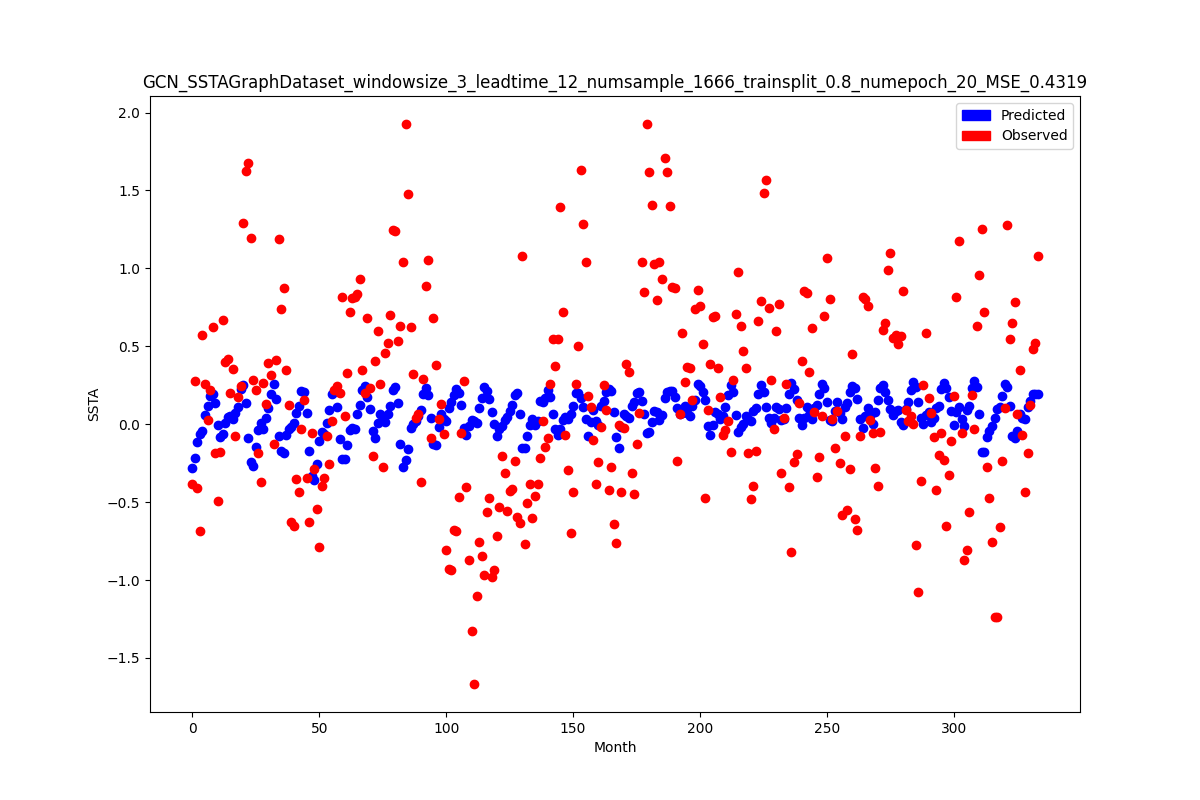 GCN_SSTAGraphDataset_windowsize_3_leadtime_12_numsample_1666_trainsplit_0.8_numepoch_20_MSE_0.4319
Predicted
Observed
2.0
1.5
1.0
0.5
0.0
−0.5
−1.0
−1.5
SSTA
0 50 100 150 200 250 300
Month